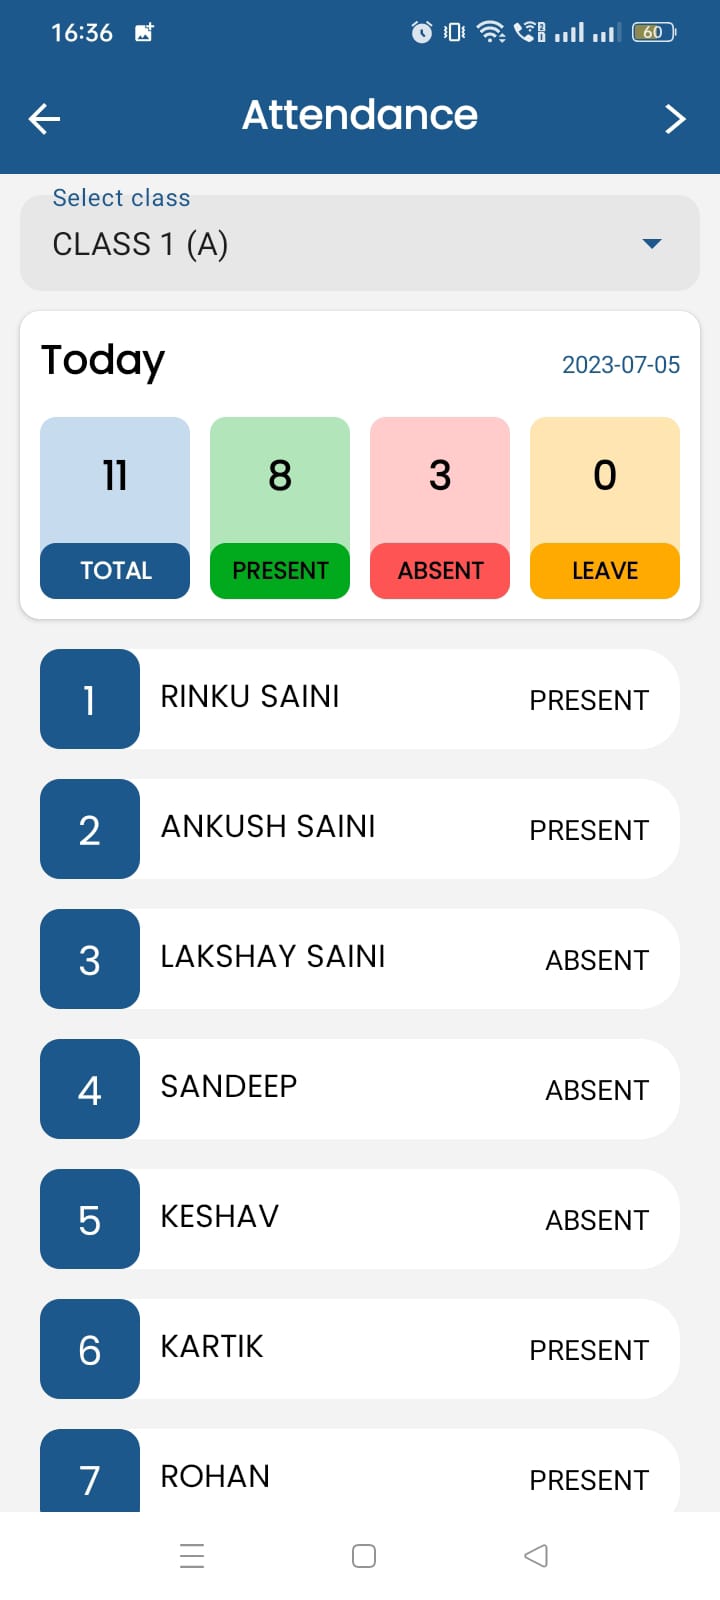 16:36
60
Attendance
Select class
CLASS 1 (A)
Today
2023-07-05
11
8
3
0
TOTAL
PRESENT
ABSENT
LEAVE
1 RINKU SAINI PRESENT
2 ANKUSH SAINI PRESENT
3 LAKSHAY SAINI ABSENT
4 SANDEEP ABSENT
5 KESHAV ABSENT
6 KARTIK PRESENT
7 ROHAN PRESENT